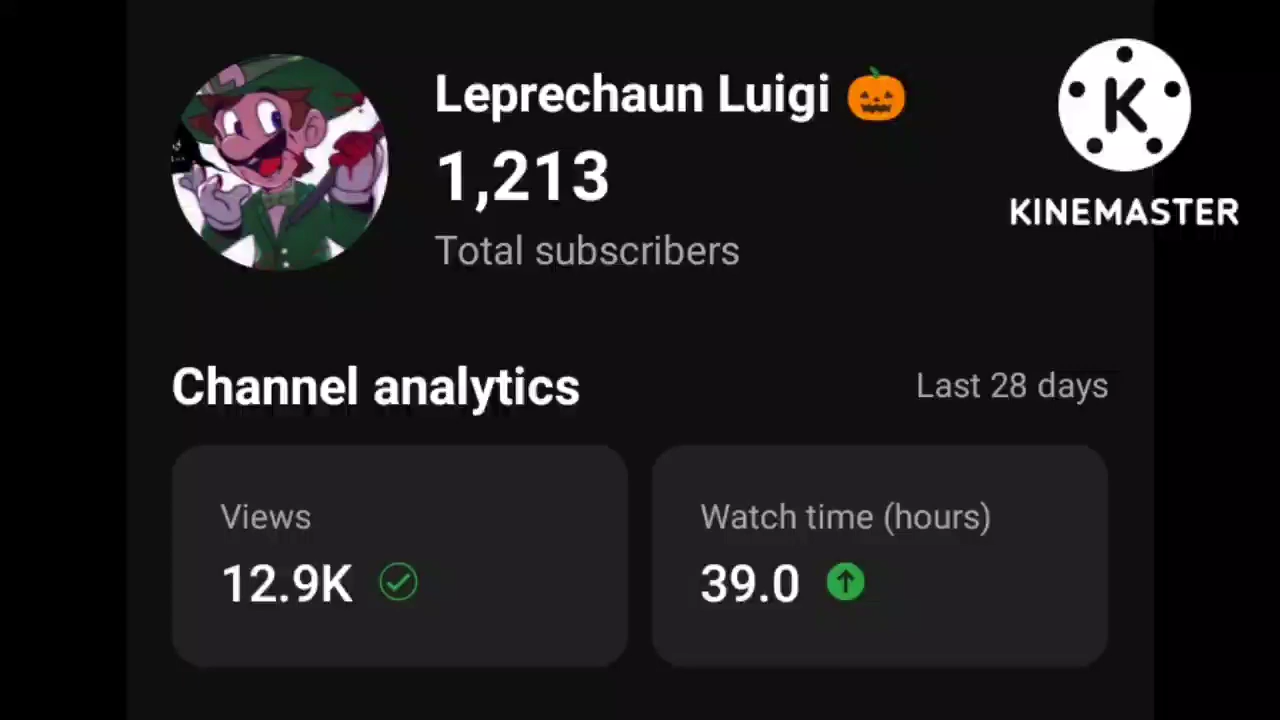 Leprechaun Luigi 🎃
1,213
Total subscribers
K
KINEMASTER
Channel analytics
Last 28 days
Views
12.9K
Watch time (hours)
39.0